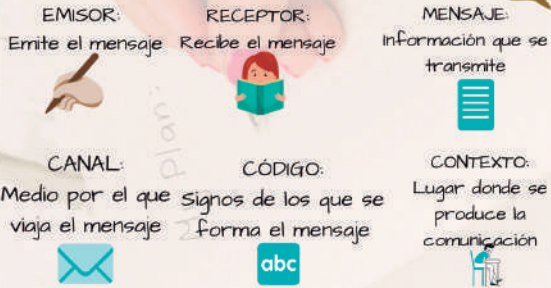 EMISOR:
Emite el mensaje
RECEPTOR:
Recibe el mensaje
MENSAJE:
Información que se
transmite
CANAL:
Medio por el que
viaja el mensaje
CÓDIGO:
Signos de los que se
forma el mensaje
abc
CONTEXTO:
Lugar donde se
produce la
comunicación
plan: